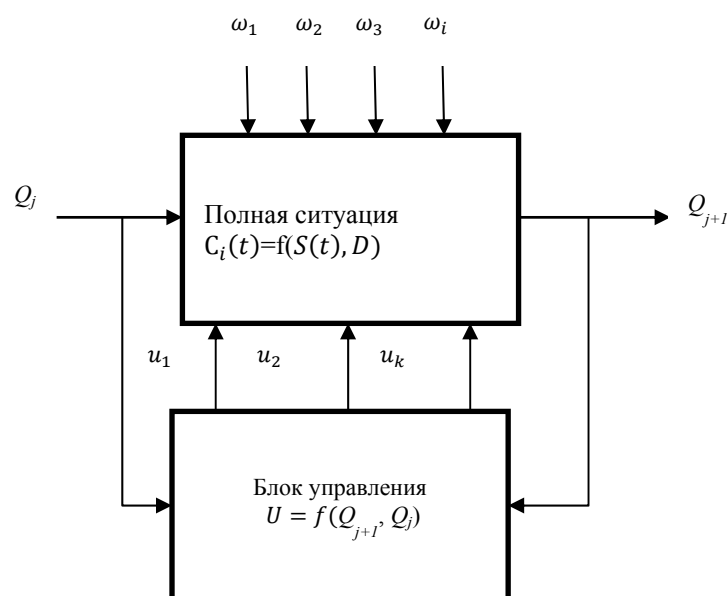 ω₁ ω₂ ω₃ ωᵢ
Qⱼ
Полная ситуация
Cᵢ(t)=f(S(t), D)
Qⱼ₊₁
u₁ u₂ uₖ
Блок управления
U = f(Qⱼ₊₁, Qⱼ)